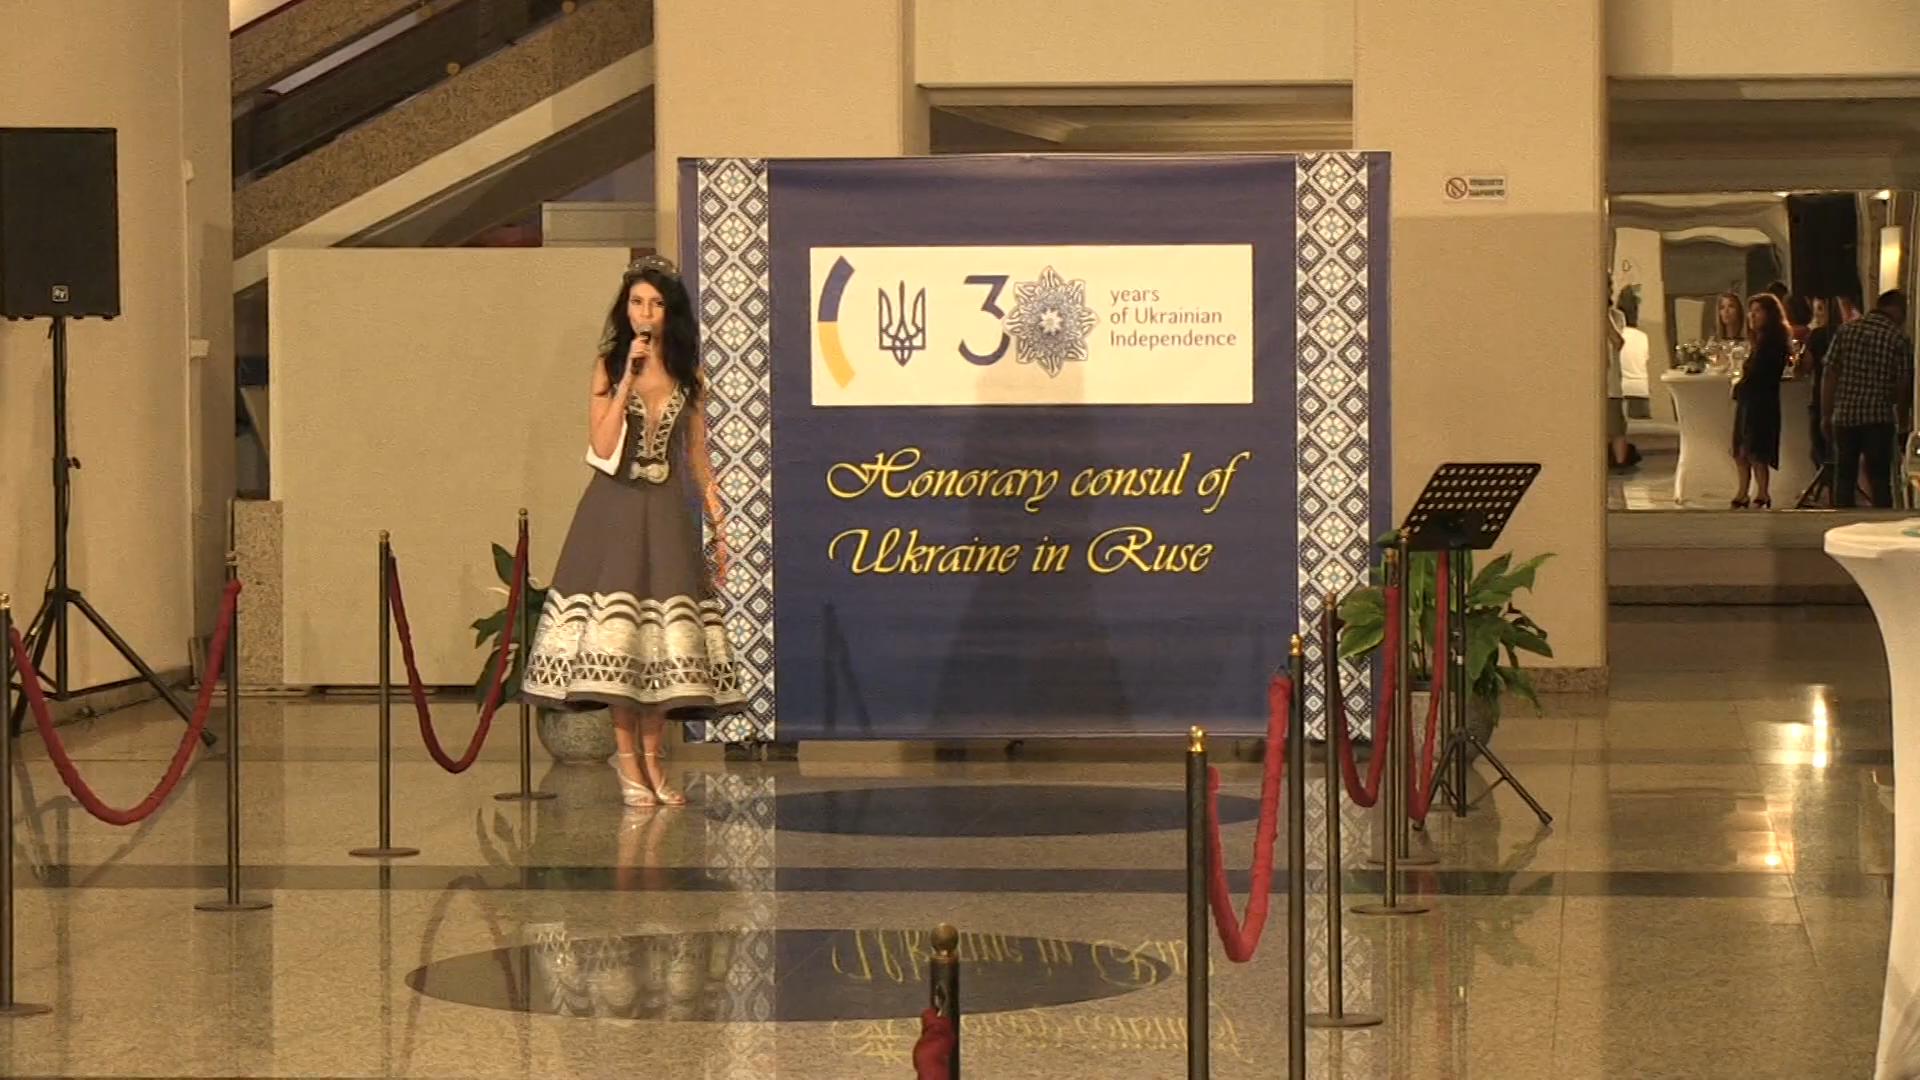 30 years
of Ukrainian
Independence
Honorary consul of
Ukraine in Ruse